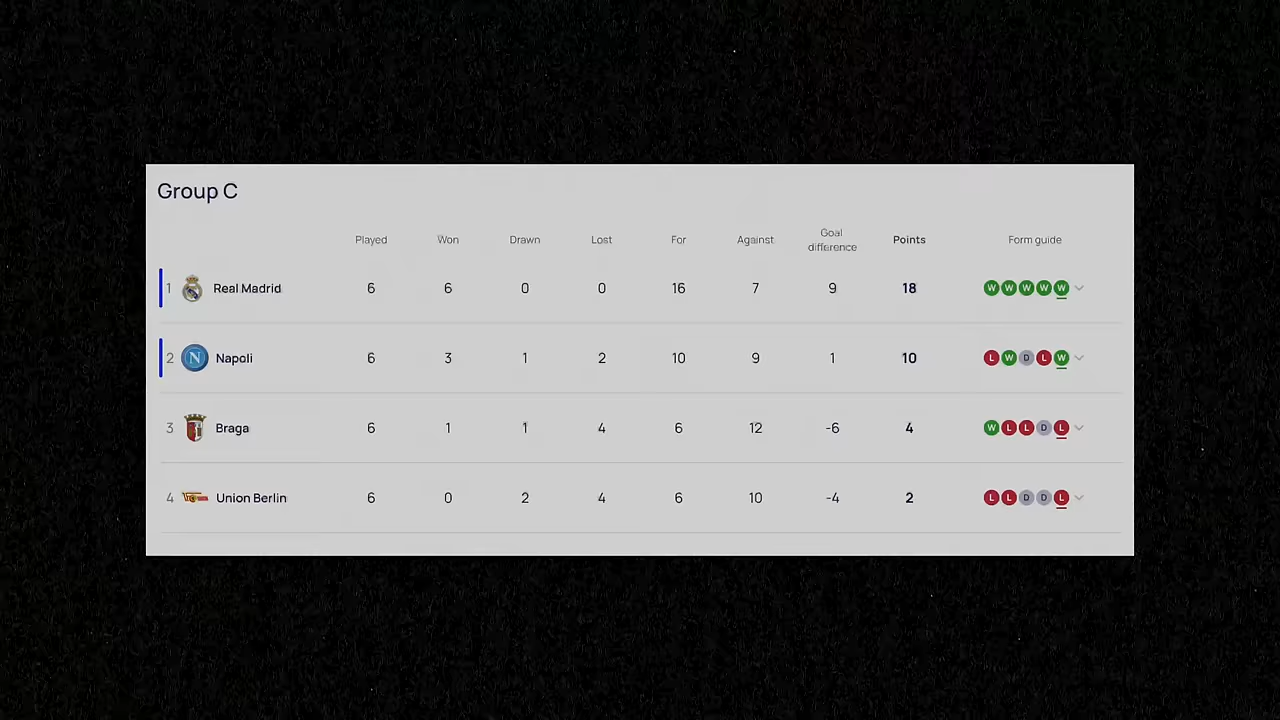 Group C
Played Won Drawn Lost For Against Goal difference Points Form guide
1 Real Madrid 6 6 0 0 16 7 9 18 W W W W W
2 N Napoli 6 3 1 2 10 9 1 10 L W D L W
3 Braga 6 1 1 4 6 12 -6 4 W L L D L
4 Union Berlin 6 0 2 4 6 10 -4 2 L L D D L